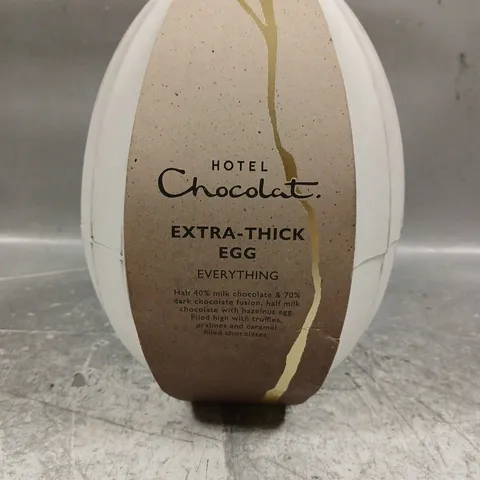 HOTEL
Chocolat.
EXTRA-THICK
EGG
EVERYTHING
Half 40% milk chocolate & 70%
dark chocolate fusion, half milk
chocolate with hazelnut egg.
Filled high with truffles,
pralines and caramel
filled chocolates.